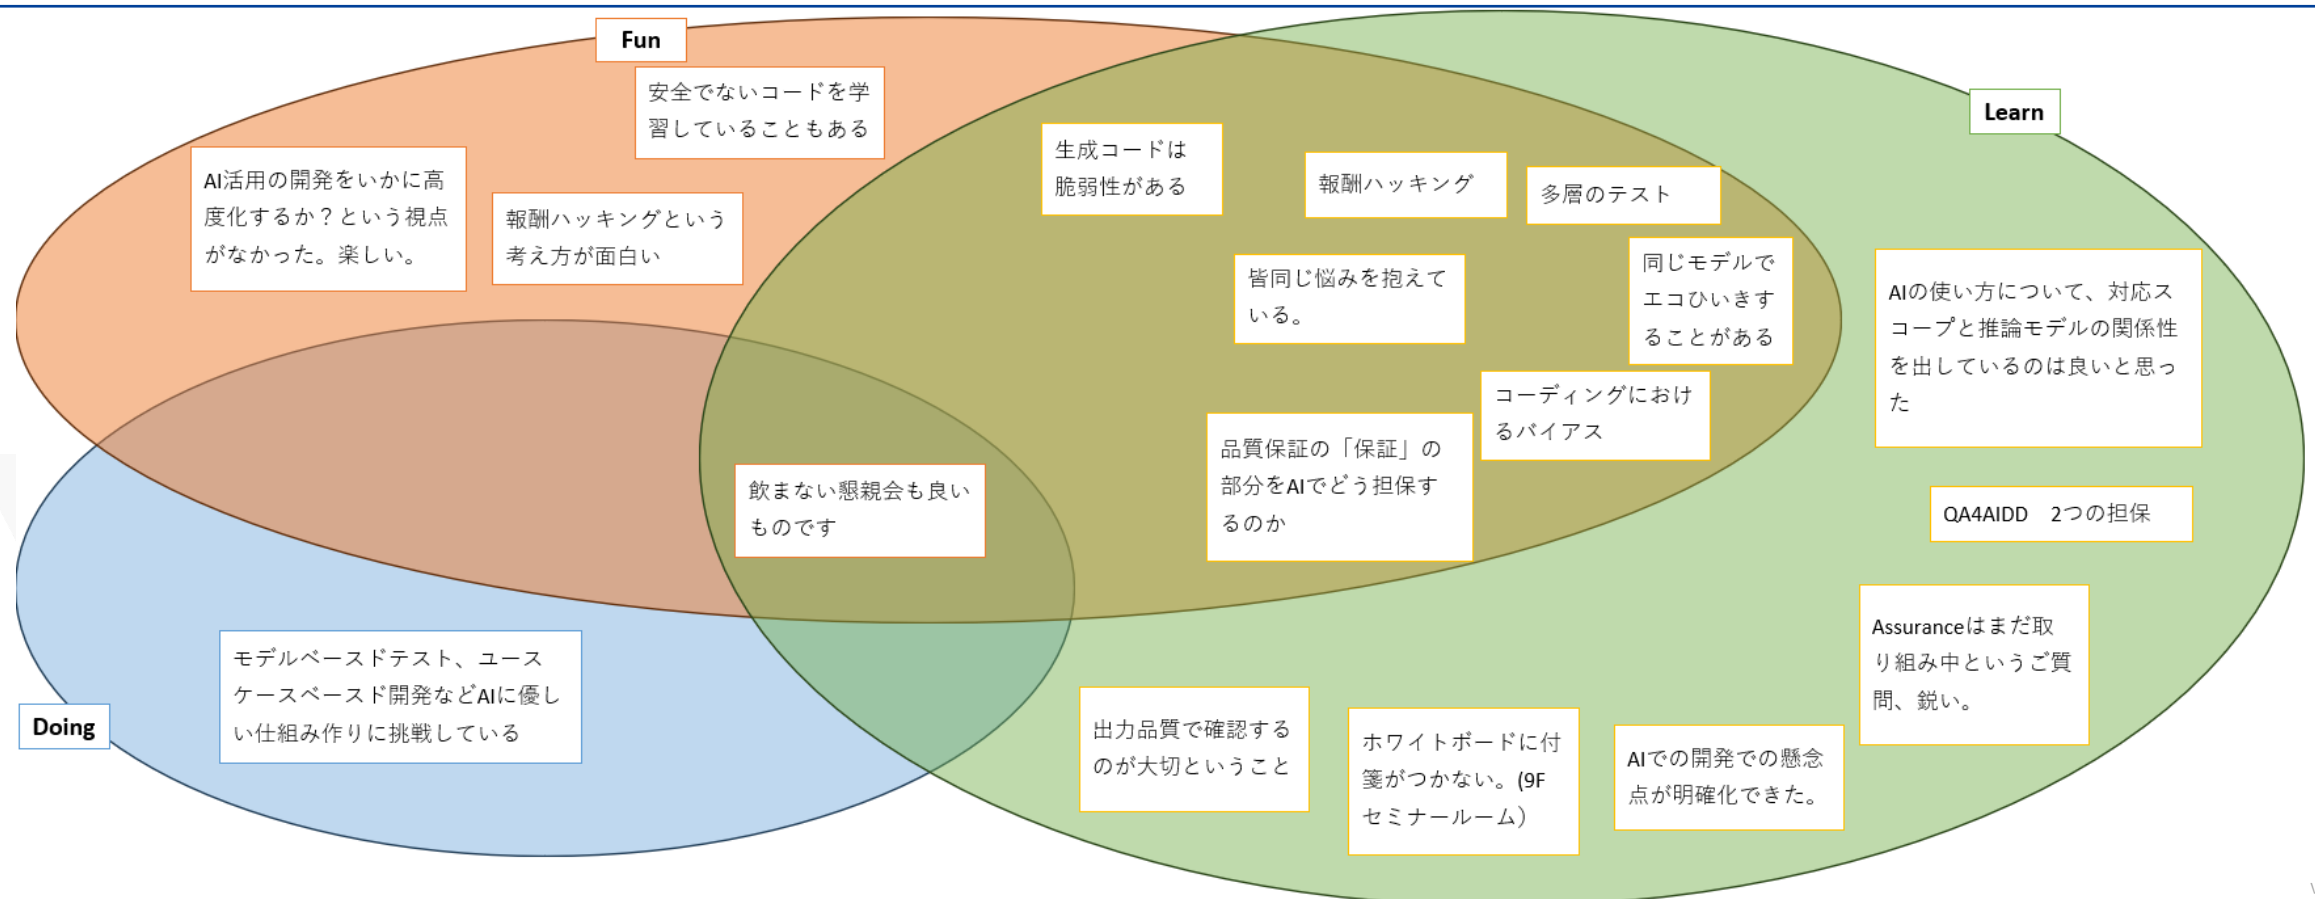 Fun
安全でないコードを学
習していることもある
AI活用の開発をいかに高
度化するか？という視点
がなかった。楽しい。
報酬ハッキングという
考え方が面白い
Learn
生成コードは
脆弱性がある
報酬ハッキング
多層のテスト
皆同じ悩みを抱えて
いる。
同じモデルで
エコひいきす
ることがある
コーディングにおけ
るバイアス
品質保証の「保証」の
部分をAIでどう担保す
るのか
AIの使い方について、対応ス
コープと推論モデルの関係性
を出しているのは良いと思っ
た
QA4AIDD　2つの担保
Assuranceはまだ取
り組み中というご質
問、鋭い。
飲まない懇親会も良い
ものです
Doing
モデルベースドテスト、ユース
ケースベースド開発などAIに優し
い仕組み作りに挑戦している
出力品質で確認する
のが大切ということ
ホワイトボードに付
箋がつかない。(9F
セミナールーム）
AIでの開発での懸念
点が明確化できた。